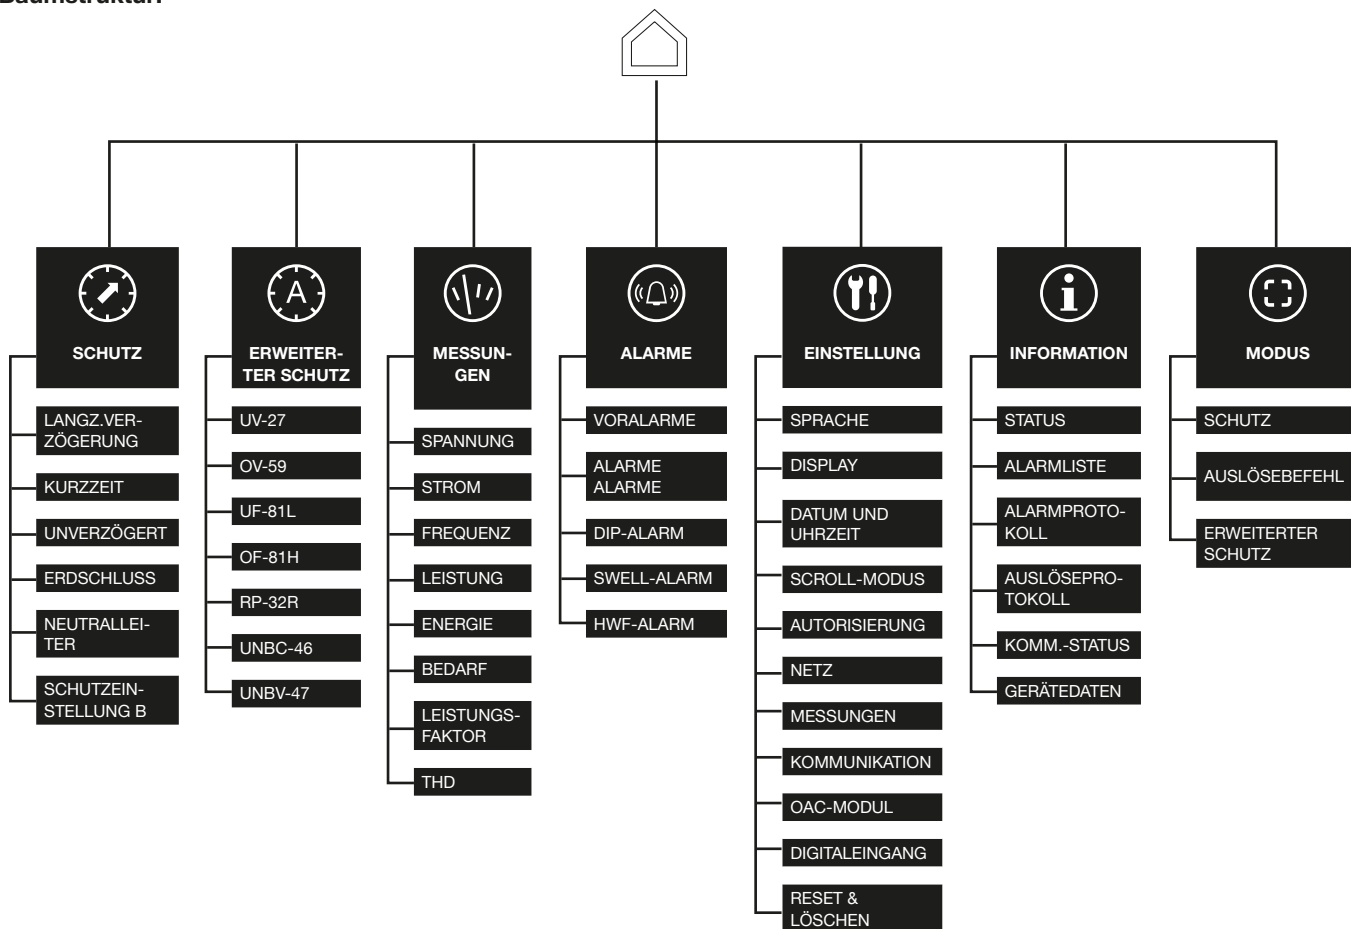 Baumstruktur:
SCHUTZ
LANGZ.VER-
ZÖGERUNG
KURZZEIT
UNVERZÖGERT
ERDSCHLUSS
NEUTRALLEI-
TER
SCHUTZEIN-
STELLUNG B
A
ERWEITER-
TER SCHUTZ
UV-27
OV-59
UF-81L
OF-81H
RP-32R
UNBC-46
UNBV-47
MESSUN-
GEN
SPANNUNG
STROM
FREQUENZ
LEISTUNG
ENERGIE
BEDARF
LEISTUNGS-
FAKTOR
THD
ALARME
VORALARME
ALARME
ALARME
DIP-ALARM
SWELL-ALARM
HWF-ALARM
EINSTELLUNG
SPRACHE
DISPLAY
DATUM UND
UHRZEIT
SCROLL-MODUS
AUTORISIERUNG
NETZ
MESSUNGEN
KOMMUNIKATION
OAC-MODUL
DIGITALEINGANG
RESET &
LÖSCHEN
i
INFORMATION
STATUS
ALARMLISTE
ALARMPROTO-
KOLL
AUSLÖSEPRO-
TOKOLL
KOMM.-STATUS
GERÄTEDATEN
MODUS
SCHUTZ
AUSLÖSEBEFEHL
ERWEITERTER
SCHUTZ